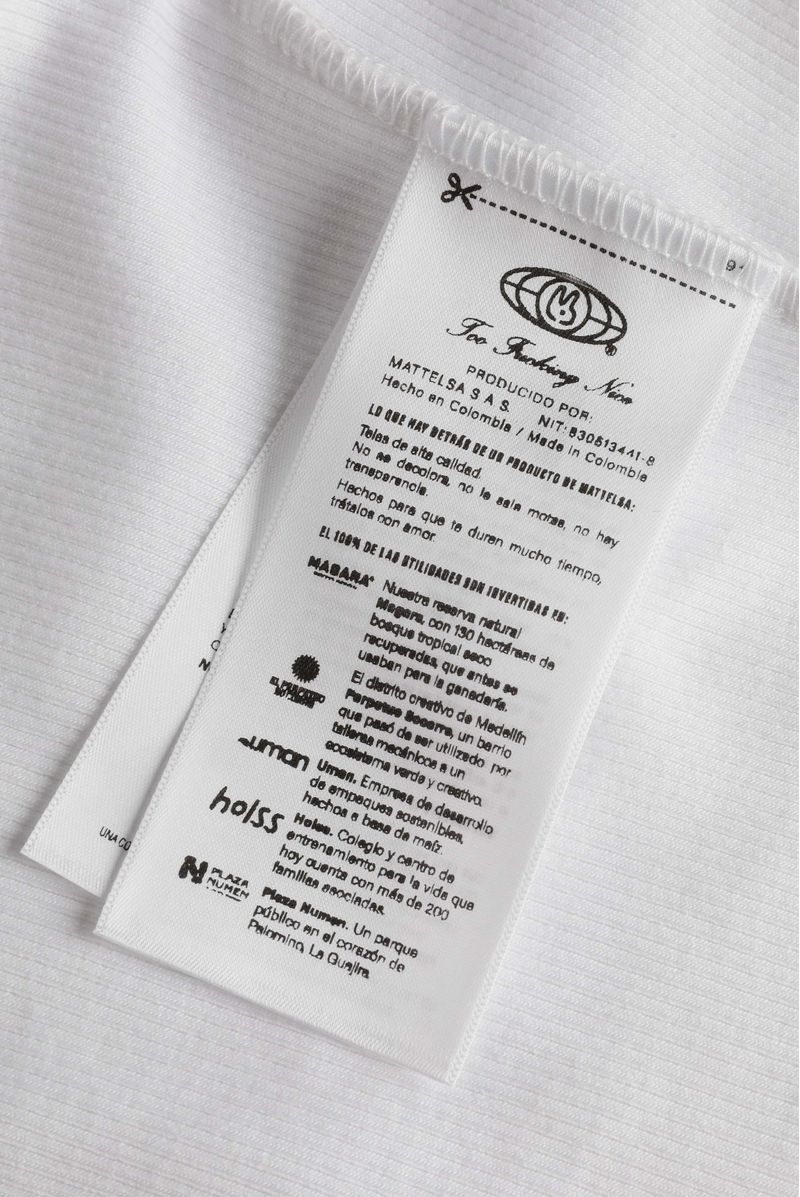 9
Too Fucking Nice
PRODUCIDO POR:
MATTELSA S A S. NIT: 830513441-8
Hecho en Colombia / Made in Colombia
LO QUE HAY DETRÁS DE UN PRODUCTO DE MATTELSA:
Telas de alta calidad.
No se decolora, no le sale motas, no hay
transparencia.
Hechos para que te duren mucho tiempo,
trátalos con amor.
EL 100% DE LAS UTILIDADES SON INVERTIDAS EN:
Nuestra reserva natural
Magara, con 130 hectáreas de
bosque tropical seco
recuperadas, que antes se
usaban para la ganadería.
El distrito creativo de Medellín
Perpetuo Socorro, un barrio
que pasó de ser utilizado por
talleres mecánicos a un
ecosistema verde y creativo.
uman
Uman. Empresa de desarrollo
de empaques sostenibles,
hechos a base de maíz.
holss
Holss. Colegio y centro de
entrenamiento para la vida que
hoy cuenta con más de 200
familias asociadas.
N PLAZA
NUMEN
Plaza Numen. Un parque
público en el corazón de
Palomino, La Guajira.
UNA CO